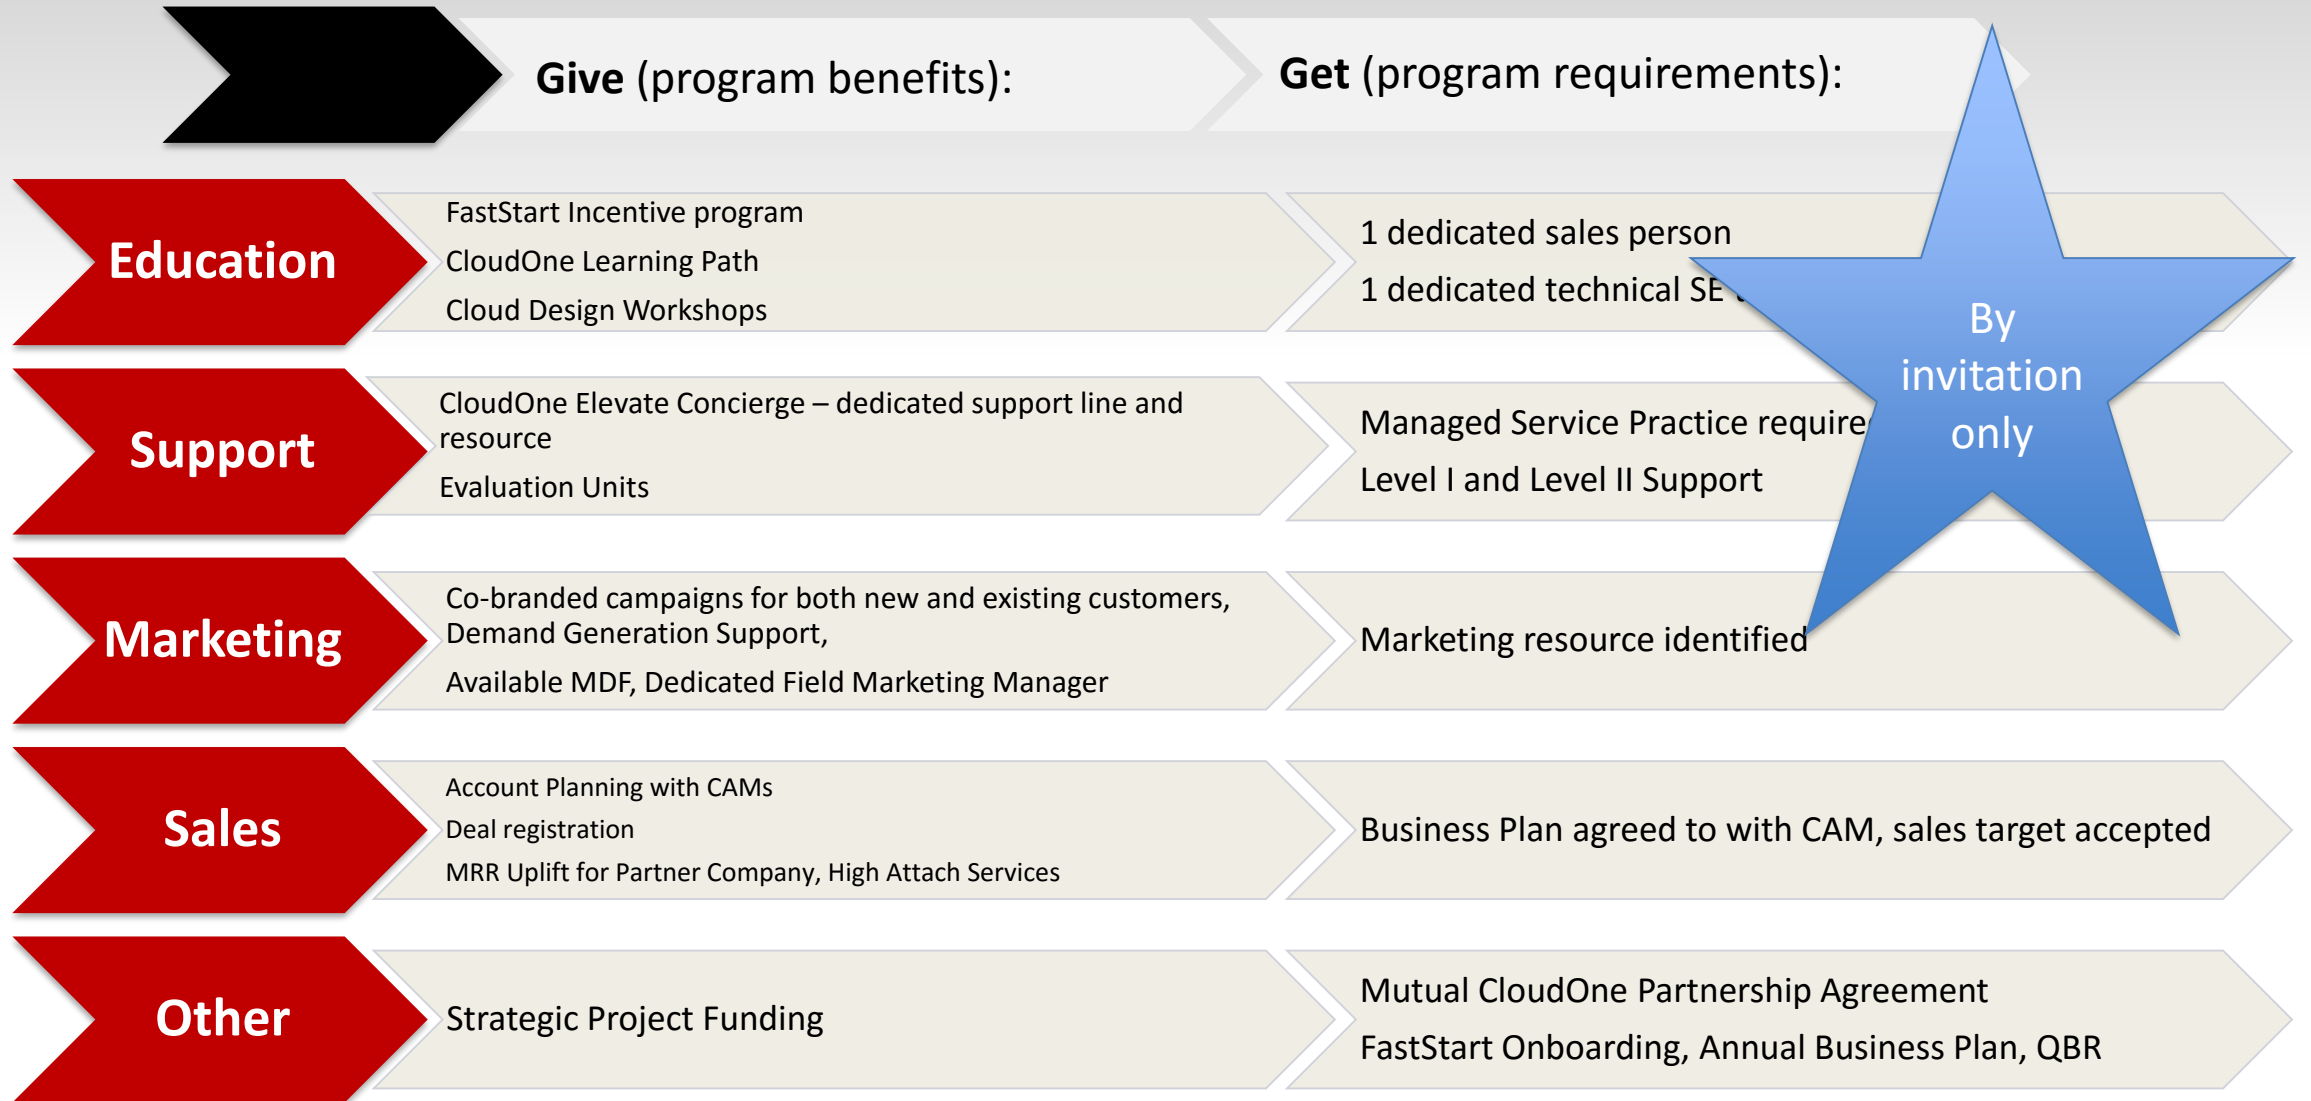 Give (program benefits):
Get (program requirements):
Education
FastStart Incentive program
CloudOne Learning Path
Cloud Design Workshops
1 dedicated sales person
1 dedicated technical SE
By
invitation
only
Support
CloudOne Elevate Concierge – dedicated support line and
resource
Evaluation Units
Managed Service Practice
Level I and Level II Support
Marketing
Co-branded campaigns for both new and existing customers,
Demand Generation Support,
Available MDF, Dedicated Field Marketing Manager
Marketing resource identified
Sales
Account Planning with CAMs
Deal registration
MRR Uplift for Partner Company, High Attach Services
Business Plan agreed to with CAM, sales target accepted
Other
Strategic Project Funding
Mutual CloudOne Partnership Agreement
FastStart Onboarding, Annual Business Plan, QBR